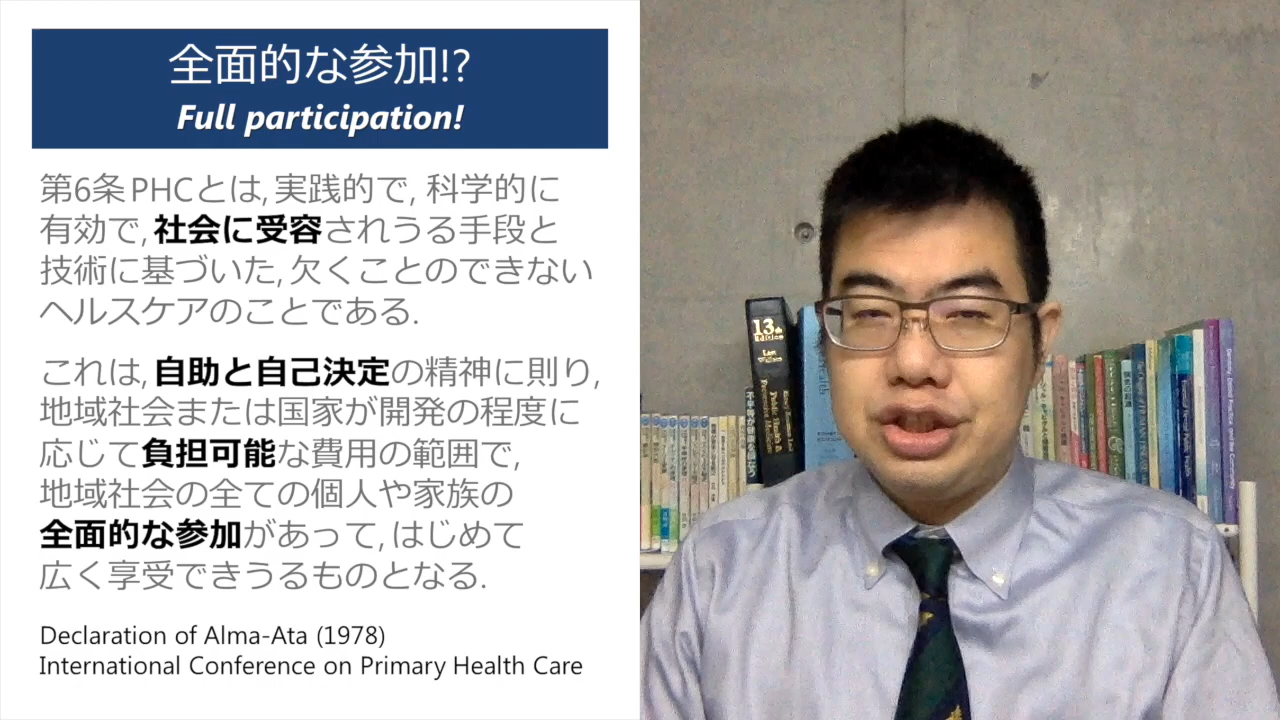 全面的な参加!?
Full participation!
第6条 PHCとは, 実践的で, 科学的に
有効で, 社会に受容されうる手段と
技術に基づいた, 欠くことのできない
ヘルスケアのことである.
これは, 自助と自己決定の精神に則り,
地域社会または国家が開発の程度に
応じて負担可能な費用の範囲で,
地域社会の全ての個人や家族の
全面的な参加があって, はじめて
広く享受できうるものとなる.
Declaration of Alma-Ata (1978)
International Conference on Primary Health Care
13th
Edition
Public Health &
Preventive Medicine